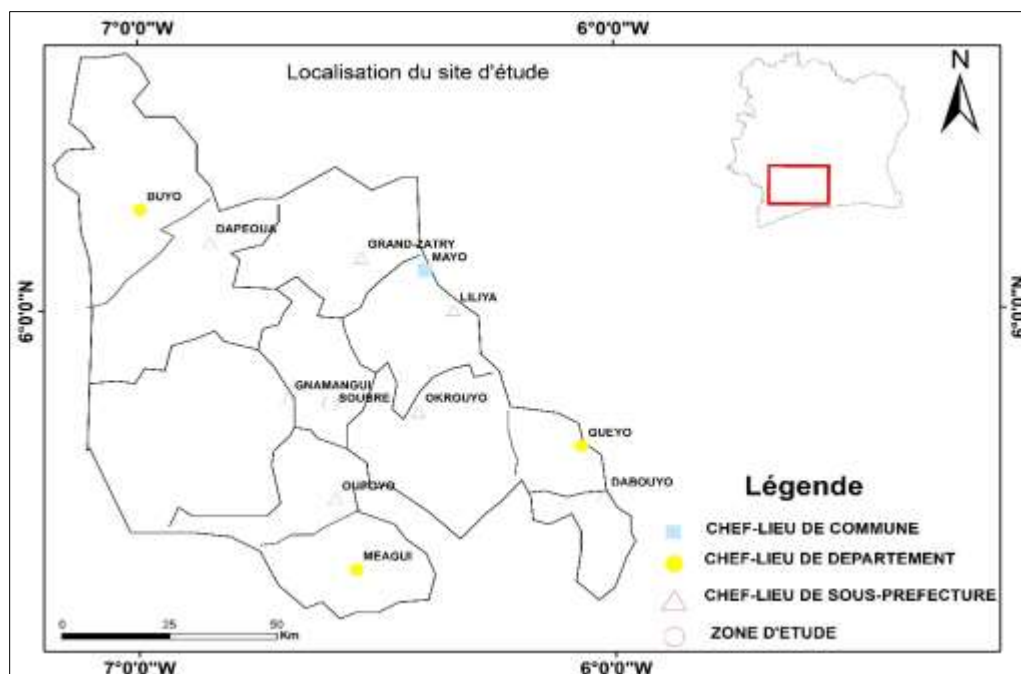 7°0'0"W
6°0'0"W
Localisation du site d'étude
N
BUYO
DAPEOUA
GRAND-ZATRY
MAYO
6°0'0"N
6°0'0"N
LILIYA
GNAMANGUI
SOUBRE
OKROUYO
GUEYO
DABOUYO
OUPOYO
MEAGUI
Légende
CHEF-LIEU DE COMMUNE
CHEF-LIEU DE DEPARTEMENT
CHEF-LIEU DE SOUS-PREFECTURE
ZONE D'ETUDE
0 25 50
Km
7°0'0"W
6°0'0"W